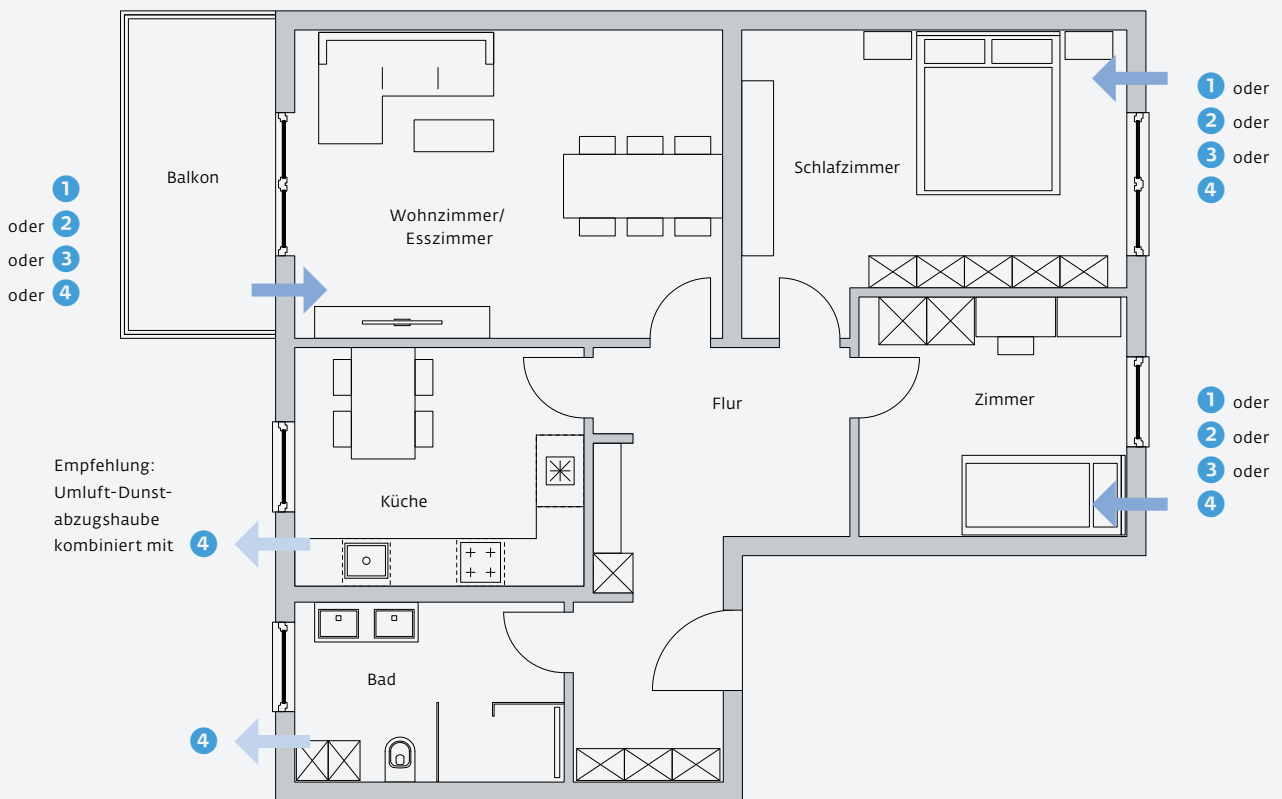 Balkon
1
oder 2
oder 3
oder 4
Wohnzimmer/
Esszimmer
Schlafzimmer
1 oder
2 oder
3 oder
4
Flur
Zimmer
1 oder
2 oder
3 oder
4
Empfehlung:
Umluft-Dunst-
abzugshaube
kombiniert mit 4
Küche
Bad
4